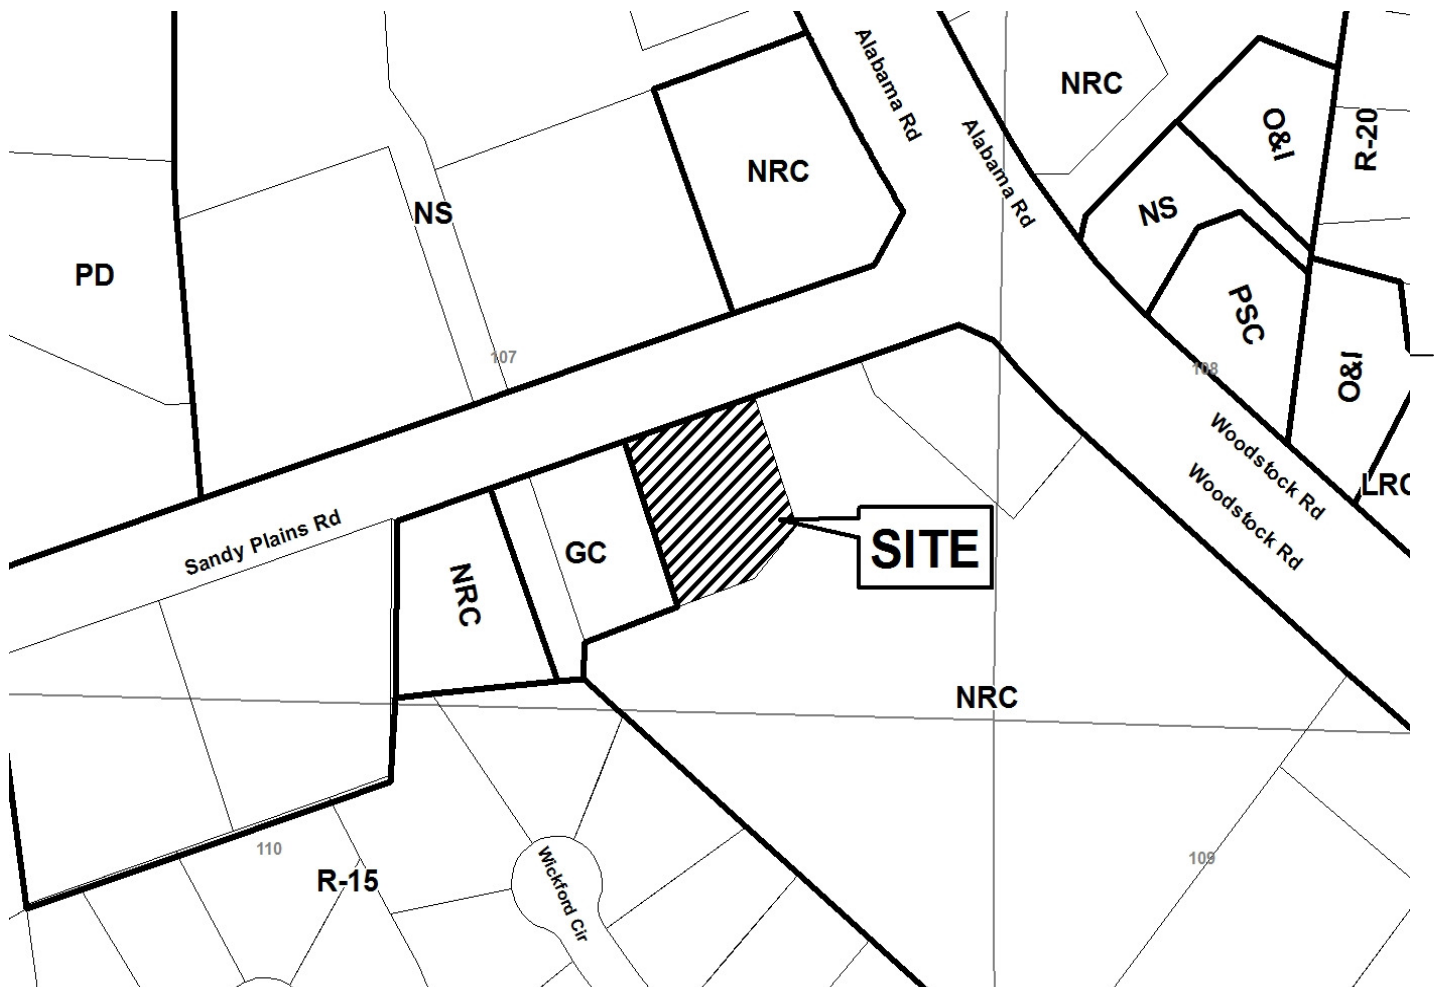 Alabama Rd
NRC
O&I
R-20
Alabama Rd
NRC
NS
NS
PD
PSC
107
108
O&I
Woodstock Rd
LRC
Sandy Plains Rd
Woodstock Rd
GC
SITE
NRC
NRC
110
109
R-15
Wickford Cir